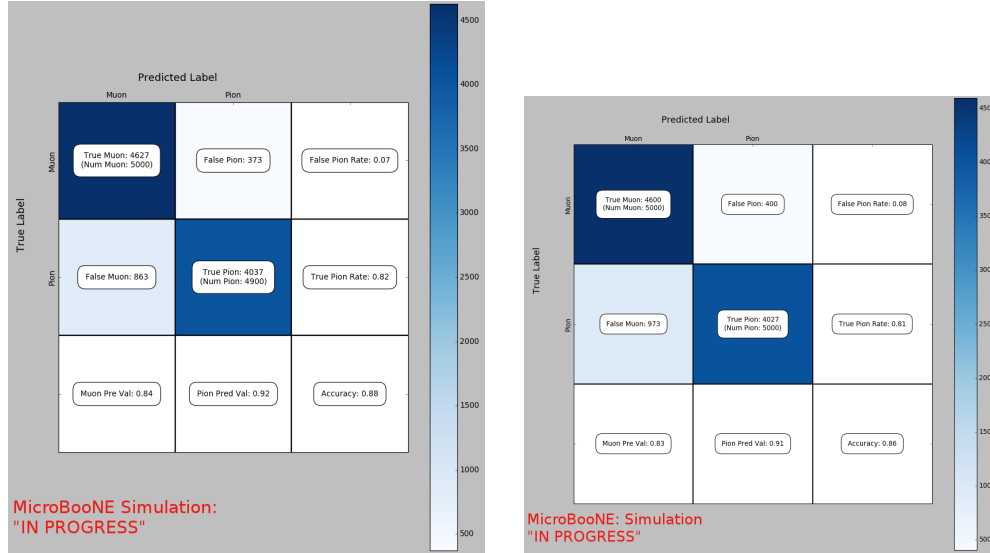 Predicted Label
Muon Pion
True Label
Muon
Pion
True Muon: 4627
(Num Muon: 5000)
False Pion: 373
False Pion Rate: 0.07
False Muon: 863
True Pion: 4037
(Num Pion: 4900)
True Pion Rate: 0.82
Muon Pre Val: 0.84
Pion Pred Val: 0.92
Accuracy: 0.88
4500
4000
3500
3000
2500
2000
1500
1000
500
MicroBooNE Simulation:
"IN PROGRESS"
Predicted Label
Muon Pion
True Label
Muon
Pion
True Muon: 4600
(Num Muon: 5000)
False Pion: 400
False Pion Rate: 0.08
False Muon: 973
True Pion: 4027
(Num Pion: 5000)
True Pion Rate: 0.81
Muon Pre Val: 0.83
Pion Pred Val: 0.91
Accuracy: 0.86
MicroBooNE: Simulation
"IN PROGRESS"